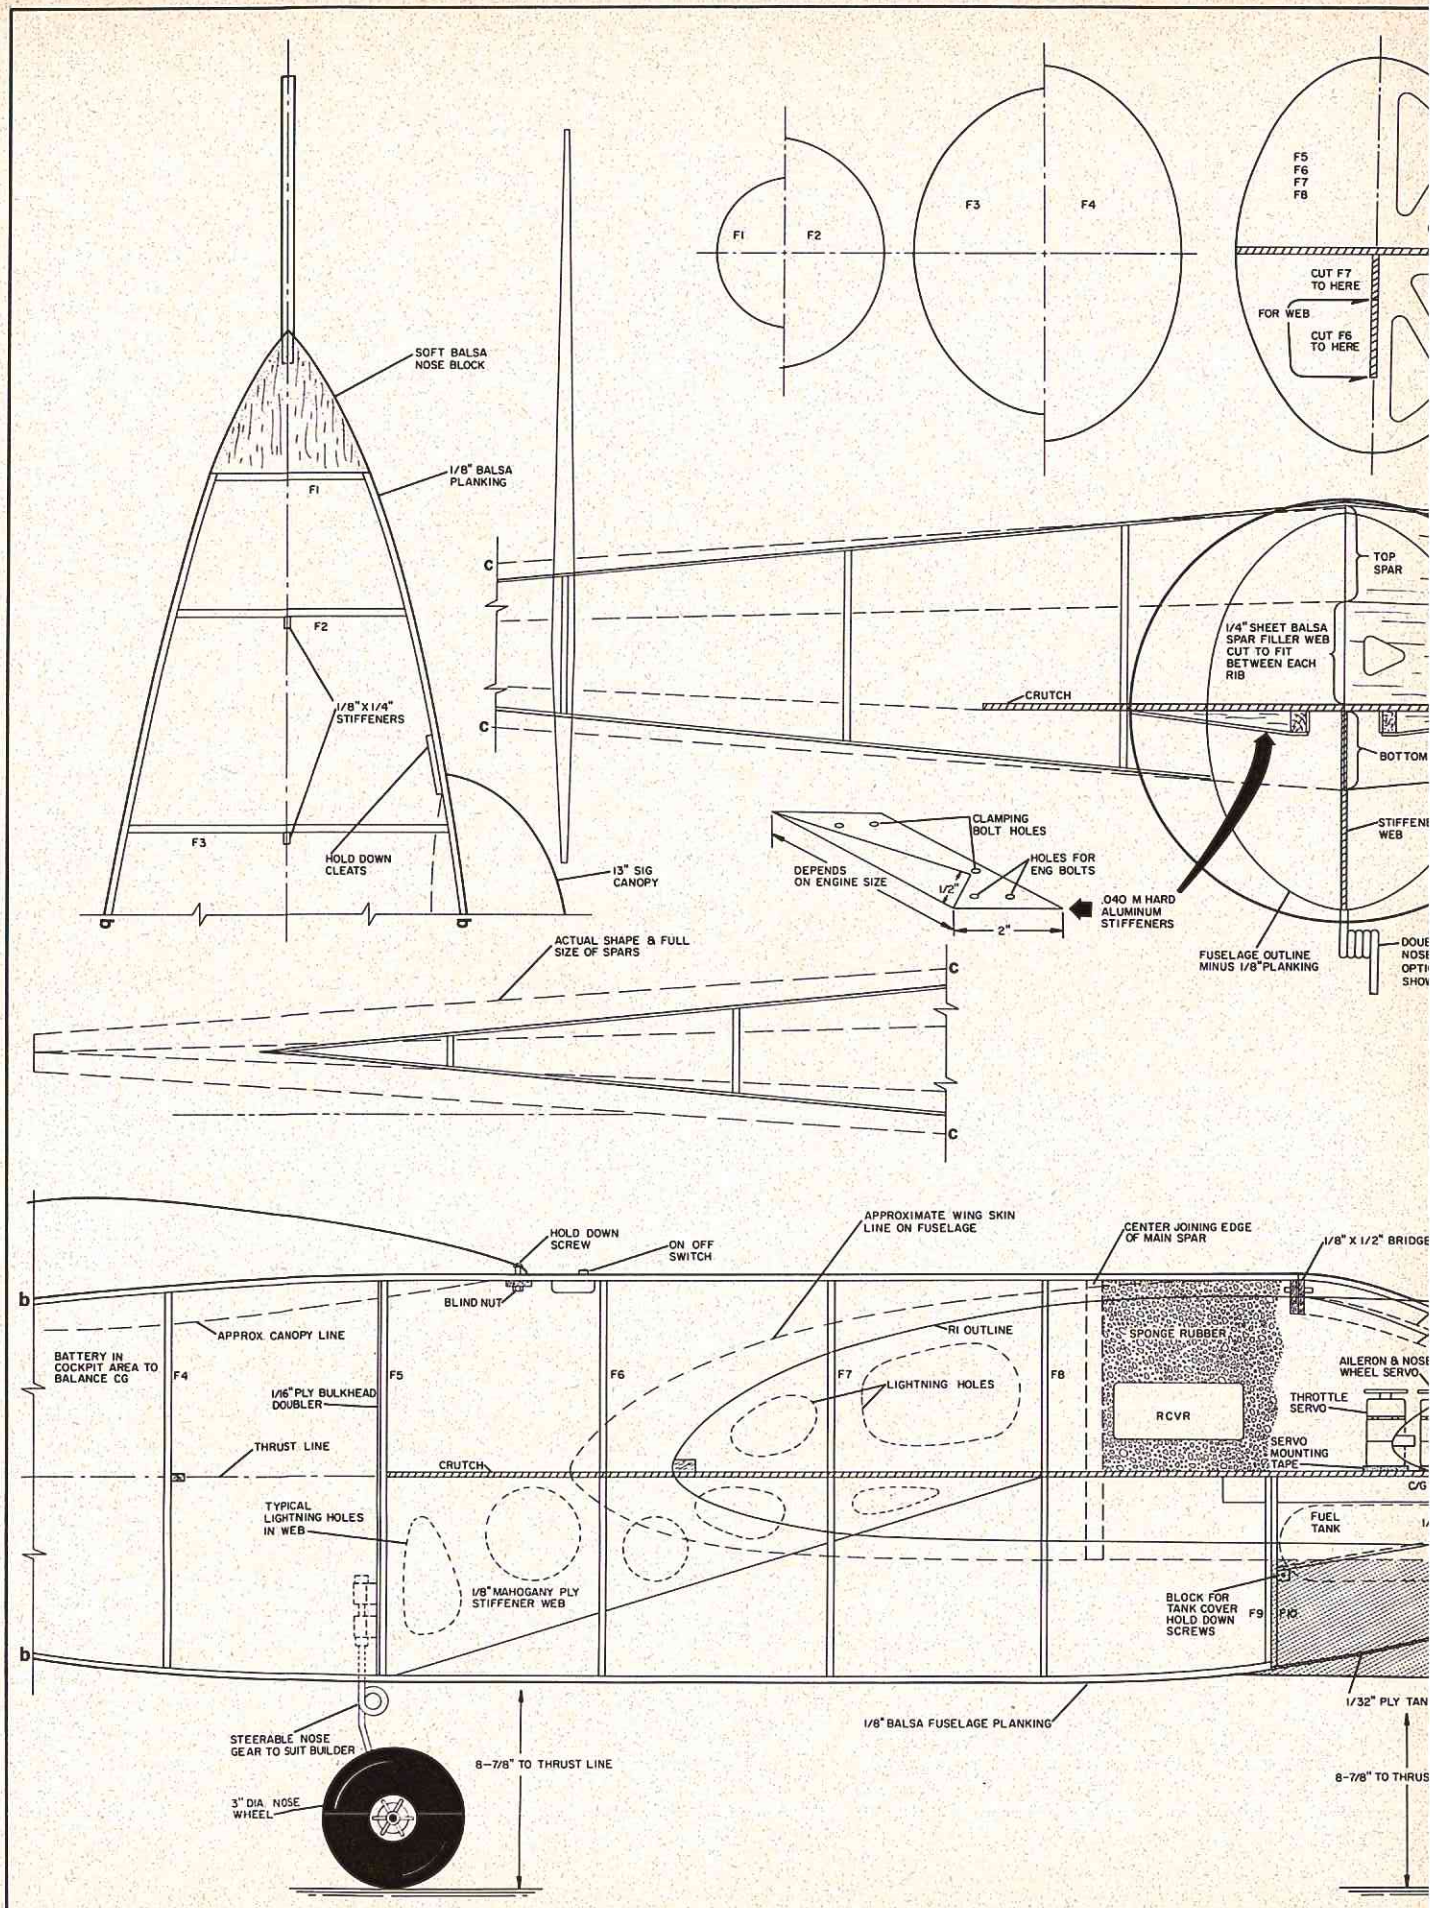 F1
F2
F3
F4
F5
F6
F7
F8
CUT F7
TO HERE
FOR WEB
CUT F6
TO HERE
SOFT BALSA
NOSE BLOCK
1/8" BALSA
PLANKING
F1
F2
1/8" X 1/4"
STIFFENERS
F3
HOLD DOWN
CLEATS
13" SIG
CANOPY
b
b
C
C
TOP
SPAR
1/4" SHEET BALSA
SPAR FILLER WEB
CUT TO FIT
BETWEEN EACH
RIB
CRUTCH
BOTTOM
CLAMPING
BOLT HOLES
HOLES FOR
ENG BOLTS
DEPENDS
ON ENGINE SIZE
1/2"
2"
.040 M HARD
ALUMINUM
STIFFENERS
STIFFENE
WEB
FUSELAGE OUTLINE
MINUS 1/8" PLANKING
DOUB
NOSE
OPTI
SHOW
ACTUAL SHAPE & FULL
SIZE OF SPARS
C
C
HOLD DOWN
SCREW
ON OFF
SWITCH
APPROXIMATE WING SKIN
LINE ON FUSELAGE
CENTER JOINING EDGE
OF MAIN SPAR
1/8" X 1/2" BRIDGE
b
BLIND NUT
APPROX. CANOPY LINE
R1 OUTLINE
SPONGE RUBBER
BATTERY IN
COCKPIT AREA TO
BALANCE CG
F4
F5
F6
F7
F8
1/16" PLY BULKHEAD
DOUBLER
LIGHTNING HOLES
AILERON & NOSE
WHEEL SERVO
THROTTLE
SERVO
RCVR
THRUST LINE
CRUTCH
SERVO
MOUNTING
TAPE
C/G
TYPICAL
LIGHTNING HOLES
IN WEB
FUEL
TANK
1/
1/8" MAHOGANY PLY
STIFFENER WEB
BLOCK FOR
TANK COVER
HOLD DOWN
SCREWS
F9
F10
b
1/32" PLY TAN
1/8" BALSA FUSELAGE PLANKING
STEERABLE NOSE
GEAR TO SUIT BUILDER
8-7/8" TO THRUST LINE
8-7/8" TO THRUS
3" DIA. NOSE
WHEEL